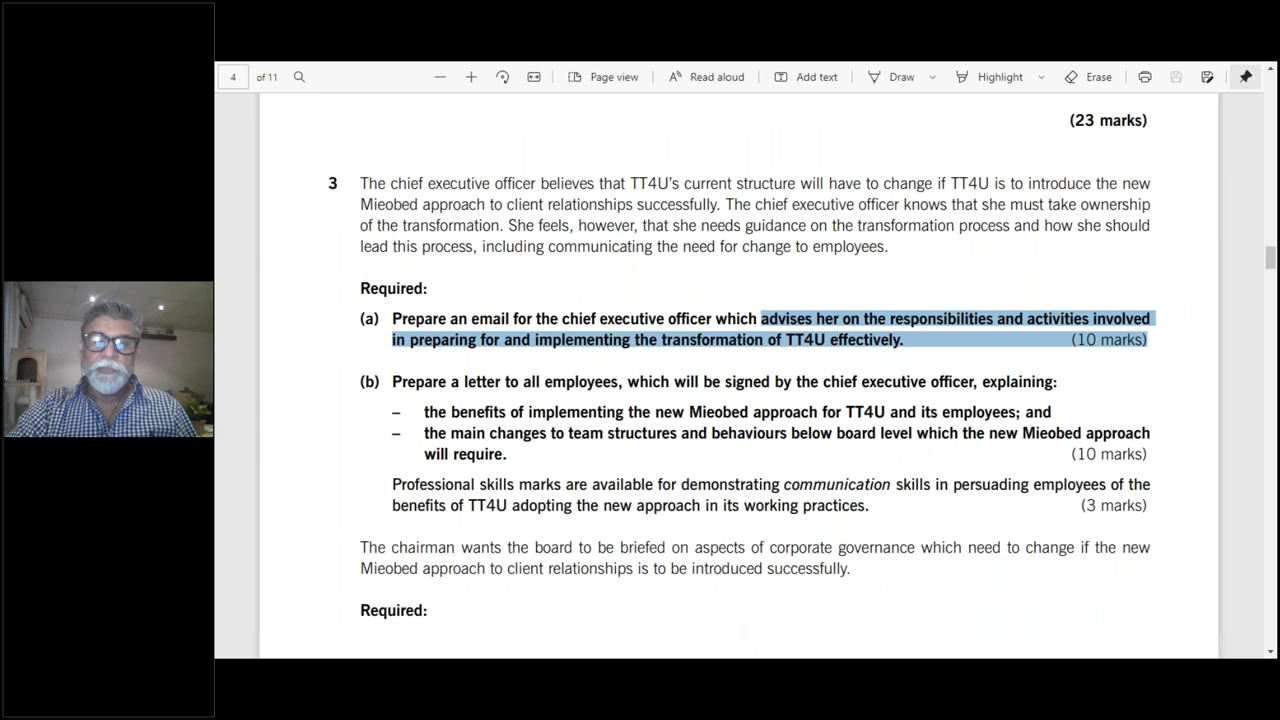 4 of 11 Page view Read aloud Add text Draw Highlight Erase
(23 marks)
3 The chief executive officer believes that TT4U's current structure will have to change if TT4U is to introduce the new
Mieobed approach to client relationships successfully. The chief executive officer knows that she must take ownership
of the transformation. She feels, however, that she needs guidance on the transformation process and how she should
lead this process, including communicating the need for change to employees.
Required:
(a) Prepare an email for the chief executive officer which advises her on the responsibilities and activities involved
in preparing for and implementing the transformation of TT4U effectively. (10 marks)
(b) Prepare a letter to all employees, which will be signed by the chief executive officer, explaining:
– the benefits of implementing the new Mieobed approach for TT4U and its employees; and
– the main changes to team structures and behaviours below board level which the new Mieobed approach
will require. (10 marks)
Professional skills marks are available for demonstrating communication skills in persuading employees of the
benefits of TT4U adopting the new approach in its working practices. (3 marks)
The chairman wants the board to be briefed on aspects of corporate governance which need to change if the new
Mieobed approach to client relationships is to be introduced successfully.
Required: